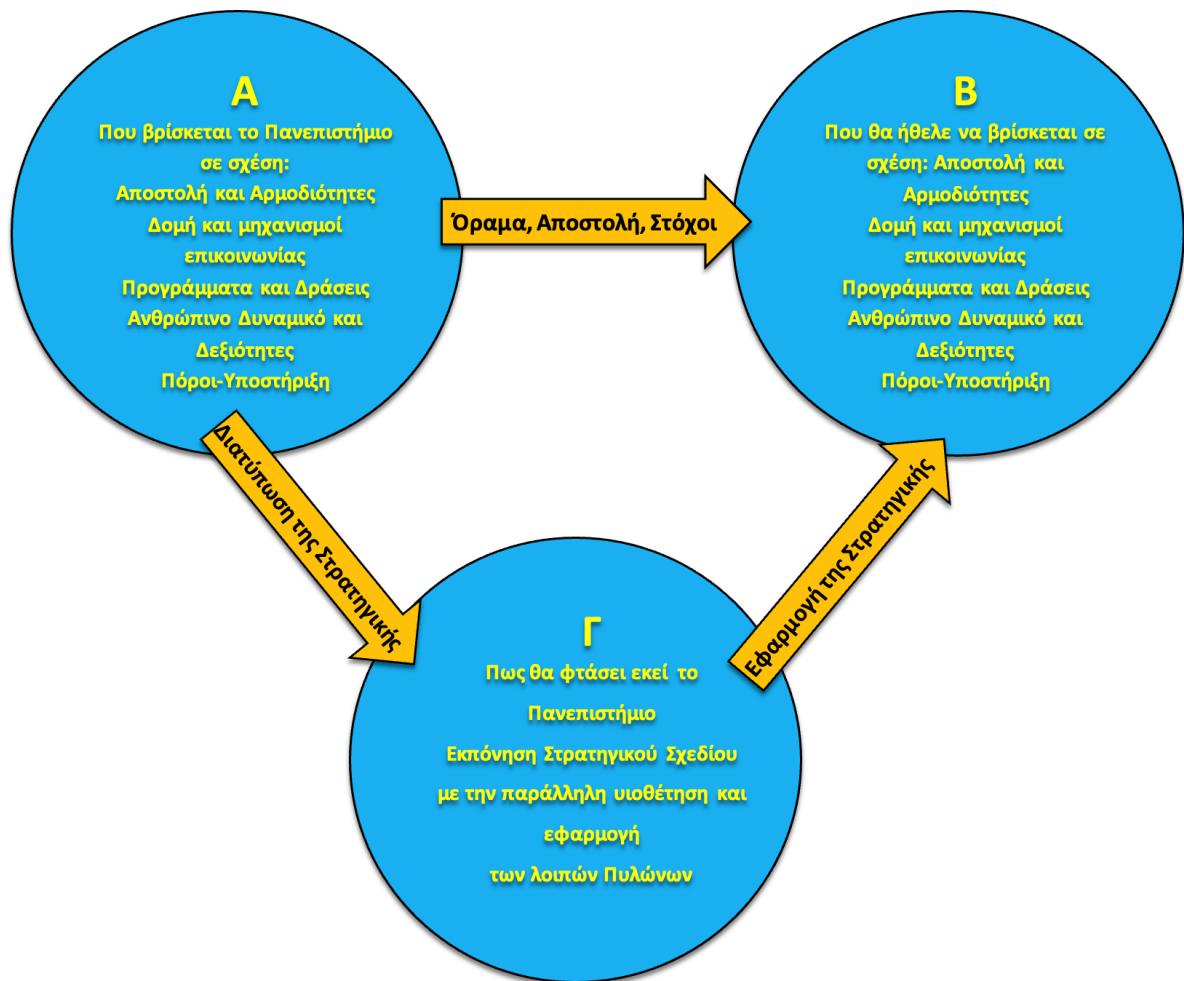 Α
Που βρίσκεται το Πανεπιστήμιο
σε σχέση:
Αποστολή και Αρμοδιότητες
Δομή και μηχανισμοί
επικοινωνίας
Προγράμματα και Δράσεις
Ανθρώπινο Δυναμικό και
Δεξιότητες
Πόροι-Υποστήριξη
Όραμα, Αποστολή, Στόχοι
Β
Που θα ήθελε να βρίσκεται σε
σχέση: Αποστολή και
Αρμοδιότητες
Δομή και μηχανισμοί
επικοινωνίας
Προγράμματα και Δράσεις
Ανθρώπινο Δυναμικό και
Δεξιότητες
Πόροι-Υποστήριξη
Διατύπωση της Στρατηγικής
Γ
Πως θα φτάσει εκεί το
Πανεπιστήμιο
Εκπόνηση Στρατηγικού Σχεδίου
με την παράλληλη υιοθέτηση και
εφαρμογή
των λοιπών Πυλώνων
Εφαρμογή της Στρατηγικής